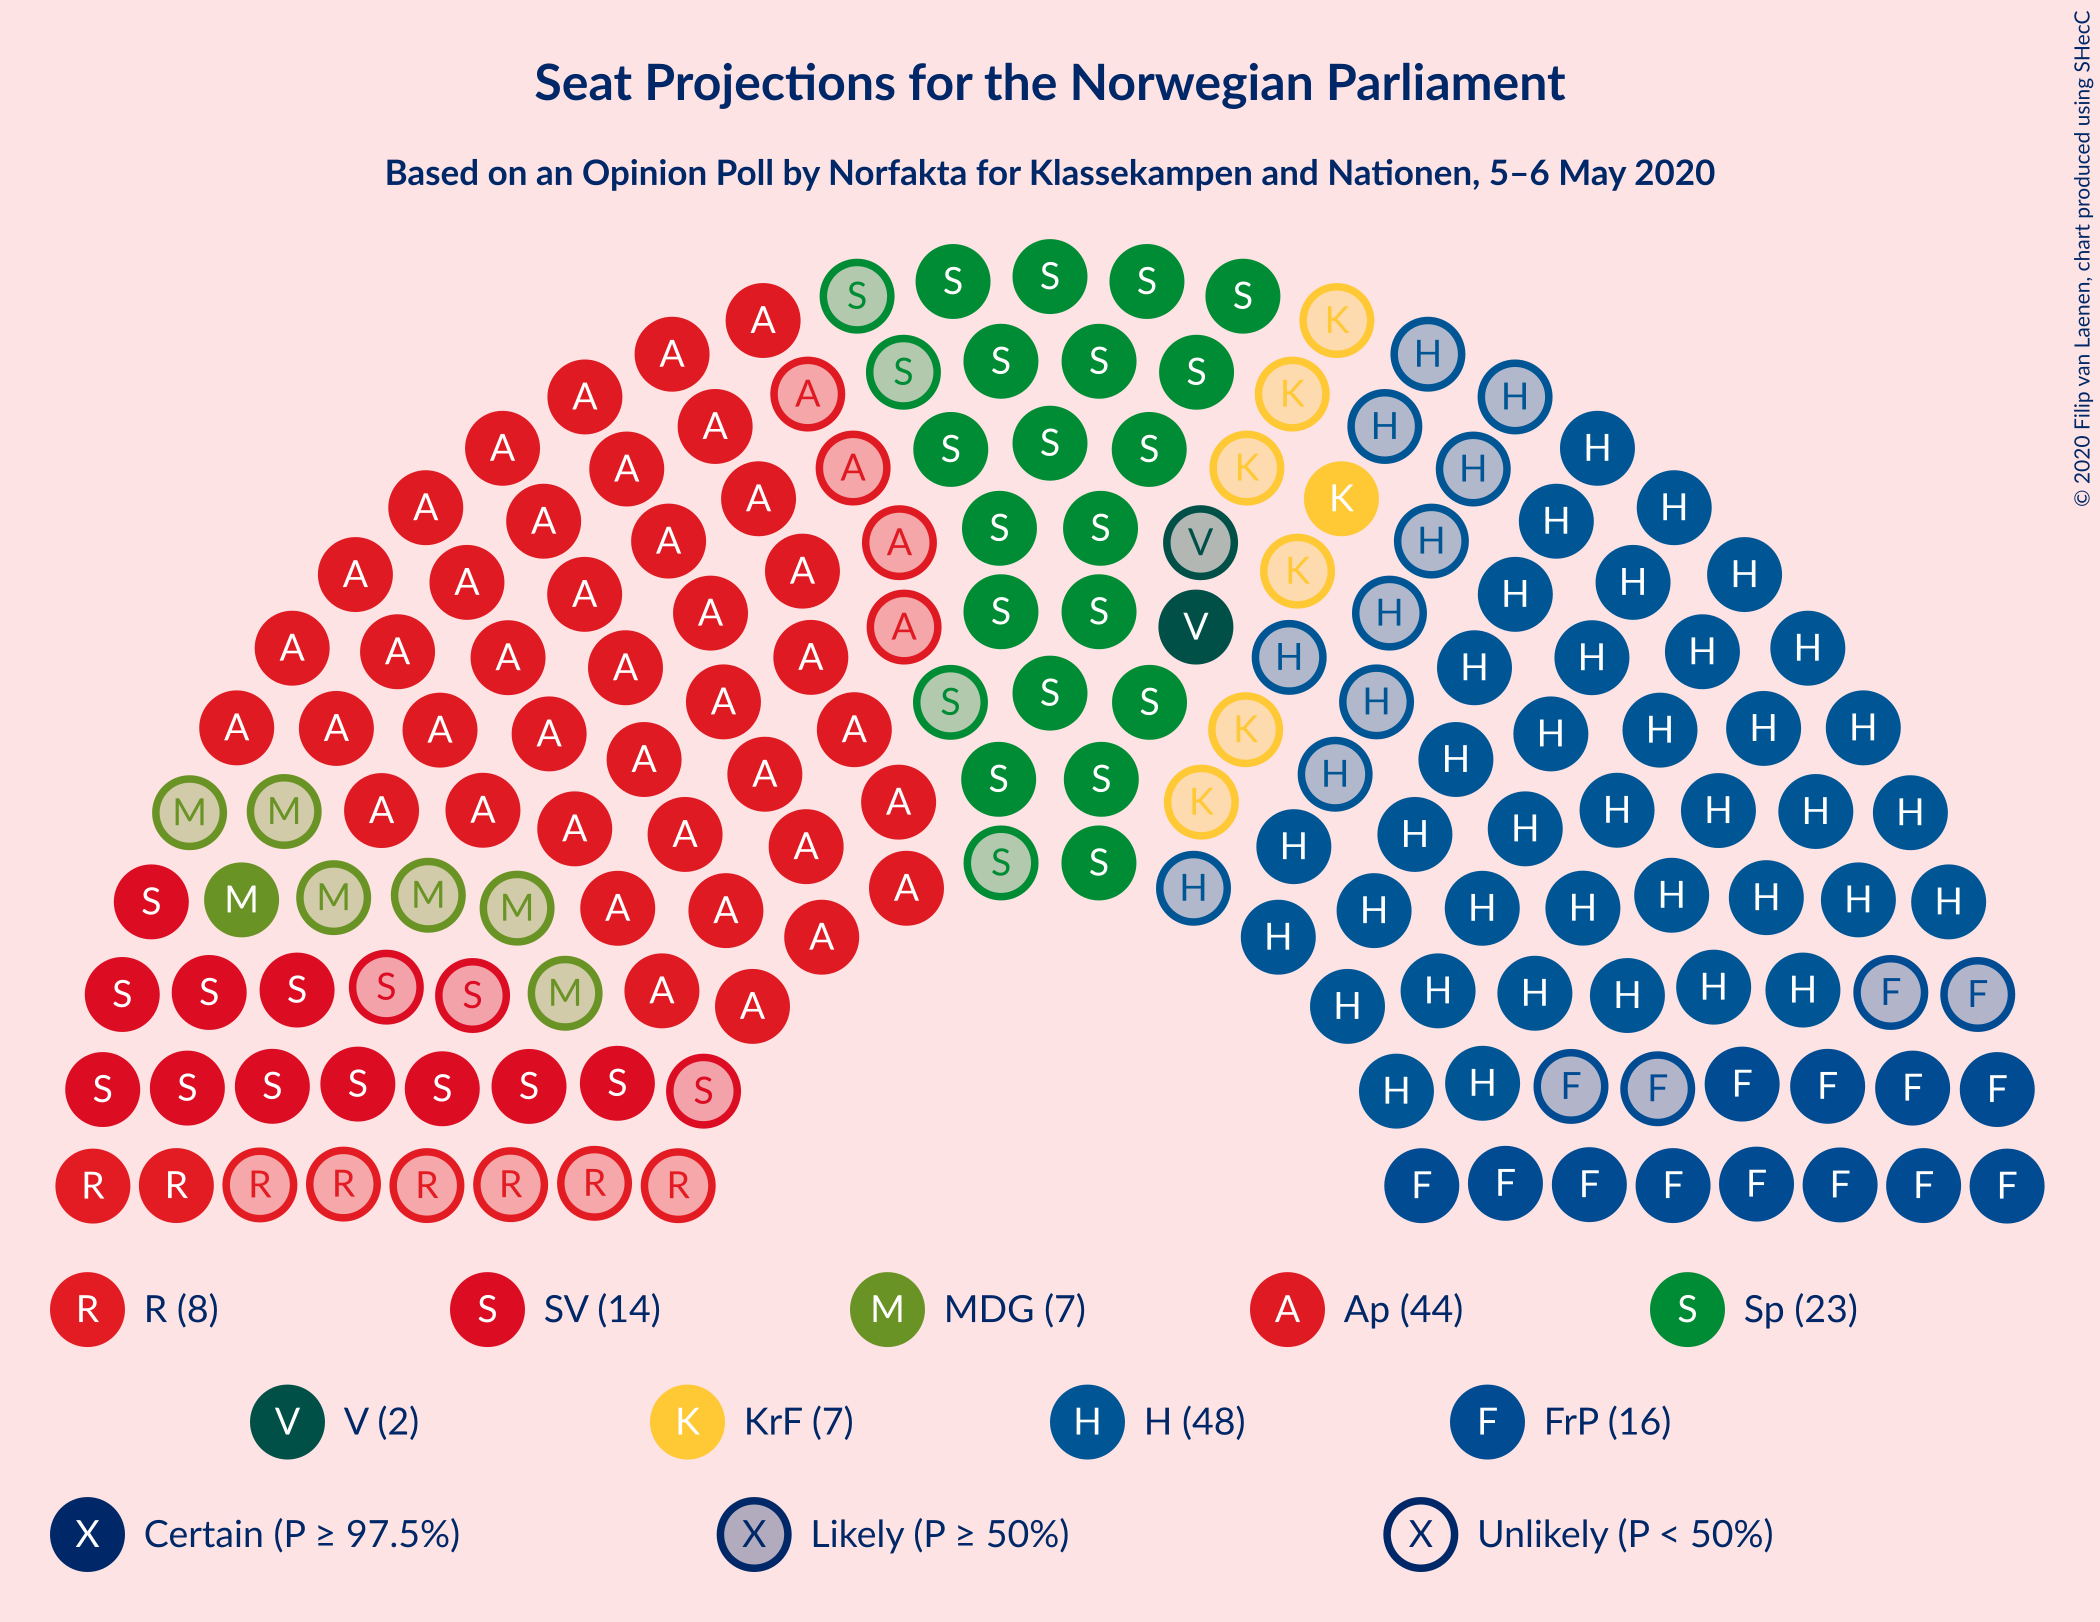 Seat Projections for the Norwegian Parliament
Based on an Opinion Poll by Norfakta for Klassekampen and Nationen, 5–6 May 2020
© 2020 Filip van Laenen, chart produced using SHecC
S S S S S
A K
A H
A S S S S H
A K
A H
A S S S H
A K
A H
A K
A S S V H
A K
A S S V H
A H
A S S S H
A K
A S S K H
M M A A A A A S S H H H H H H H H
S M M M M A A A H H H H H H H H
S S S S S M A A H H H H H H F F
S S S S S S S S H H F F F F F F
R R R R R R R R F F F F F F F F
R R (8) S SV (14) M MDG (7) A Ap (44) S Sp (23)
V V (2) K KrF (7) H H (48) F FrP (16)
X Certain (P ≥ 97.5%) X Likely (P ≥ 50%) X Unlikely (P < 50%)